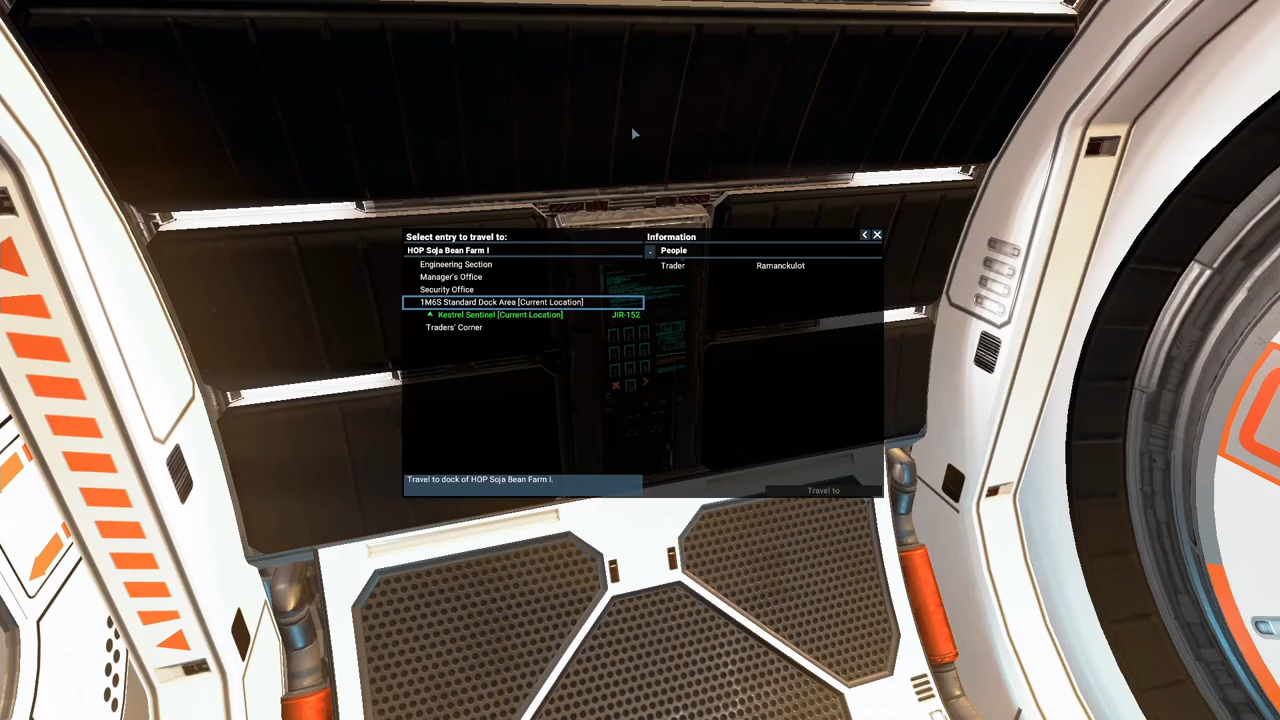 Select entry to travel to:
Information
HOP Soja Bean Farm I
- People
Engineering Section
Trader Ramanckulot
Manager's Office
Security Office
1M6S Standard Dock Area [Current Location]
Kestrel Sentinel [Current Location] JIR-152
Traders' Corner
Travel to dock of HOP Soja Bean Farm I.
Travel to